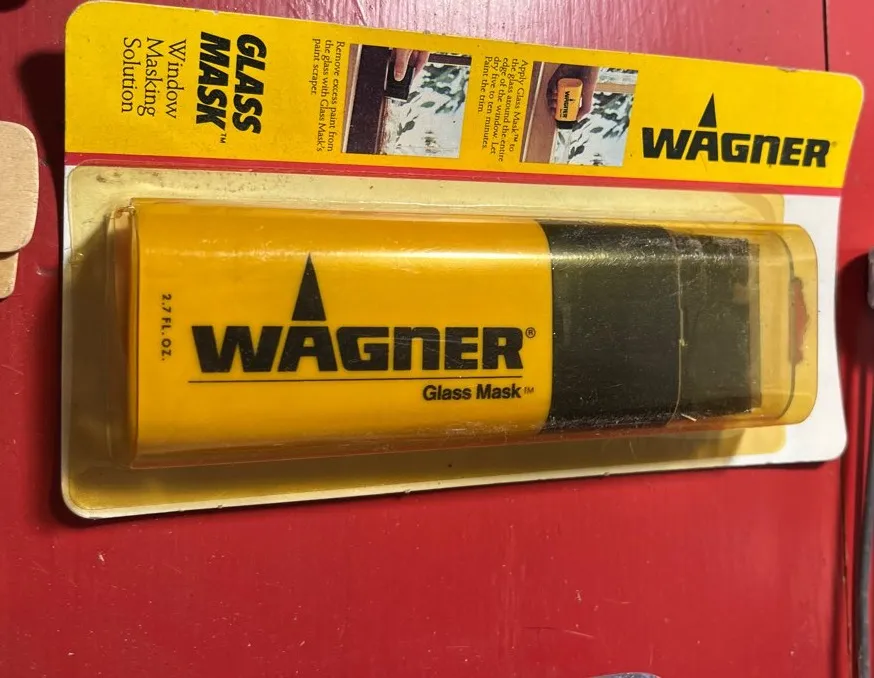 GLASS
MASK™
Window
Masking
Solution
Remove excess paint from
the glass with Glass Mask's
paint scraper.
Apply Glass Mask™ to
the glass around the entire
edge of the window. Let
dry five to ten minutes.
Paint the trim.
WAGNER
WAGNER®
2.7 FL. OZ.
WAGNER®
Glass Mask™